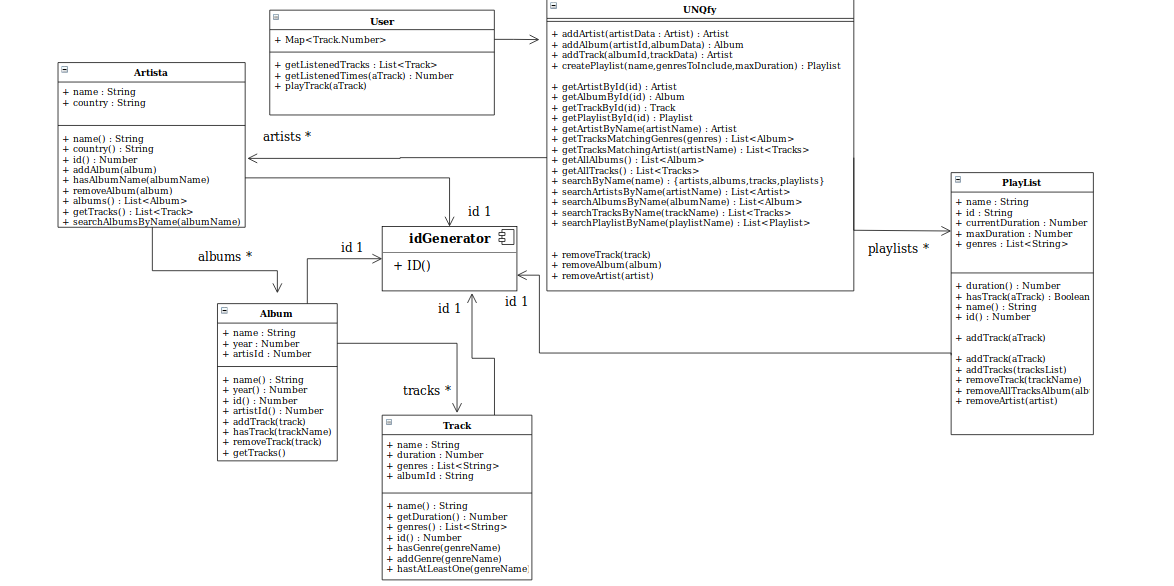 User
+ Map<Track.Number>
+ getListenedTracks : List<Track>
+ getListenedTimes(aTrack) : Number
+ playTrack(aTrack)
UNQfy
+ addArtist(artistData : Artist) : Artist
+ addAlbum(artistId,albumData) : Album
+ addTrack(albumId,trackData) : Artist
+ createPlaylist(name,genresToInclude,maxDuration) : Playlist
+ getArtistById(id) : Artist
+ getAlbumById(id) : Album
+ getTrackById(id) : Track
+ getPlaylistById(id) : Playlist
+ getArtistByName(artistName) : Artist
+ getTracksMatchingGenres(genres) : List<Album>
+ getTracksMatchingArtist(artistName) : List<Tracks>
+ getAllAlbums() : List<Album>
+ getAllTracks() : List<Tracks>
+ searchByName(name) : {artists,albums,tracks,playlists}
+ searchArtistsByName(artistName) : List<Artist>
+ searchAlbumsByName(albumName) : List<Album>
+ searchTracksByName(trackName) : List<Tracks>
+ searchPlaylistByName(playlistName) : List<Playlist>
+ removeTrack(track)
+ removeAlbum(album)
+ removeArtist(artist)
Artista
+ name : String
+ country : String
+ name() : String
+ country() : String
+ id() : Number
+ addAlbum(album)
+ hasAlbumName(albumName)
+ removeAlbum(album)
+ albums() : List<Album>
+ getTracks() : List<Track>
+ searchAlbumsByName(albumName)
artists *
id 1
idGenerator
+ ID()
albums *
id 1
id 1
id 1
playlists *
PlayList
+ name : String
+ id : String
+ currentDuration : Number
+ maxDuration : Number
+ genres : List<String>
+ duration() : Number
+ hasTrack(aTrack) : Boolean
+ name() : String
+ id() : Number
+ addTrack(aTrack)
+ addTrack(aTrack)
+ addTracks(tracksList)
+ removeTrack(trackName)
+ removeAllTracksAlbum(alb
+ removeArtist(artist)
Album
+ name : String
+ year : Number
+ artisId : Number
+ name() : String
+ year() : Number
+ id() : Number
+ artistId() : Number
+ addTrack(track)
+ hasTrack(trackName)
+ removeTrack(track)
+ getTracks()
tracks *
Track
+ name : String
+ duration : Number
+ genres : List<String>
+ albumId : String
+ name() : String
+ getDuration() : Number
+ genres() : List<String>
+ id() : Number
+ hasGenre(genreName)
+ addGenre(genreName)
+ hastAtLeastOne(genreName